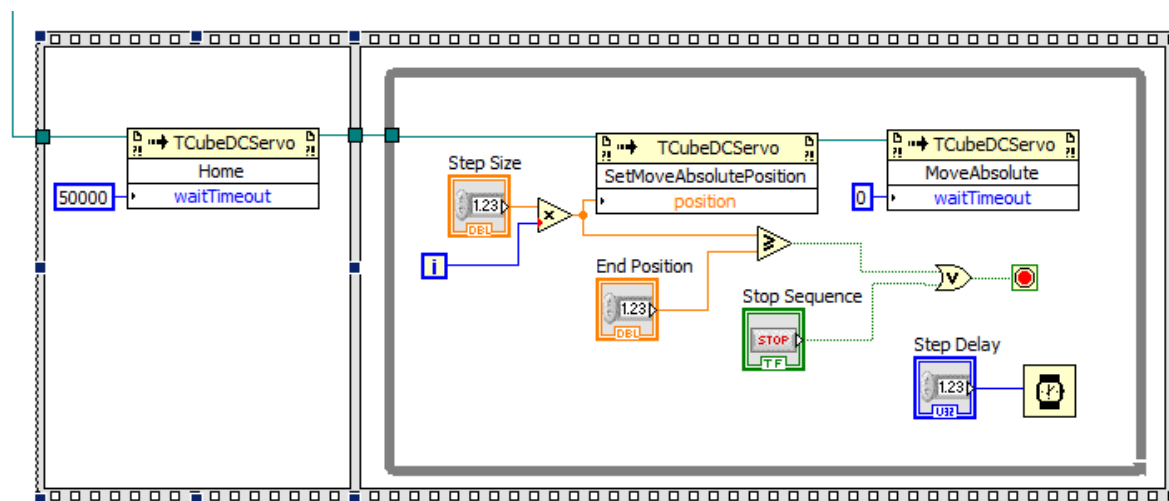 TCubeDCServo
Home
50000
waitTimeout
Step Size
1.23
DBL
x
i
TCubeDCServo
SetMoveAbsolutePosition
position
TCubeDCServo
MoveAbsolute
0
waitTimeout
≥
End Position
1.23
DBL
V
Stop Sequence
STOP
TF
Step Delay
1.23
U32